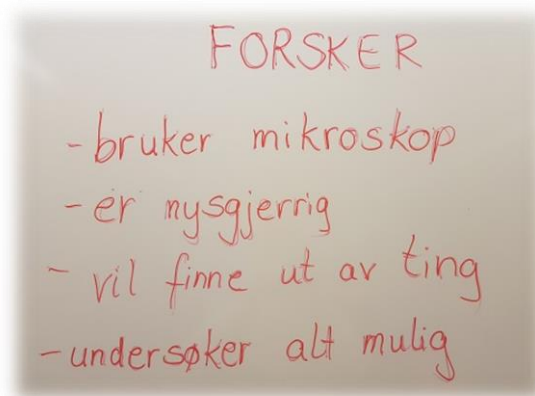 FORSKER
- bruker mikroskop
- er nysgjerrig
- vil finne ut av ting
- undersøker alt mulig